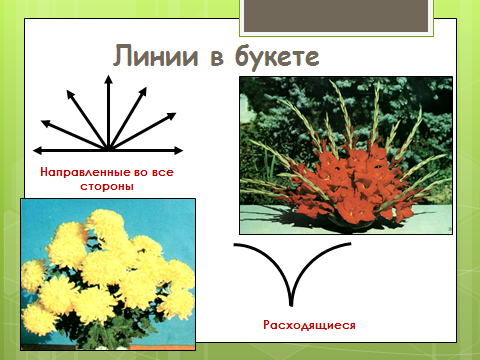 Линии в букете
Направленные во все
стороны
Расходящиеся